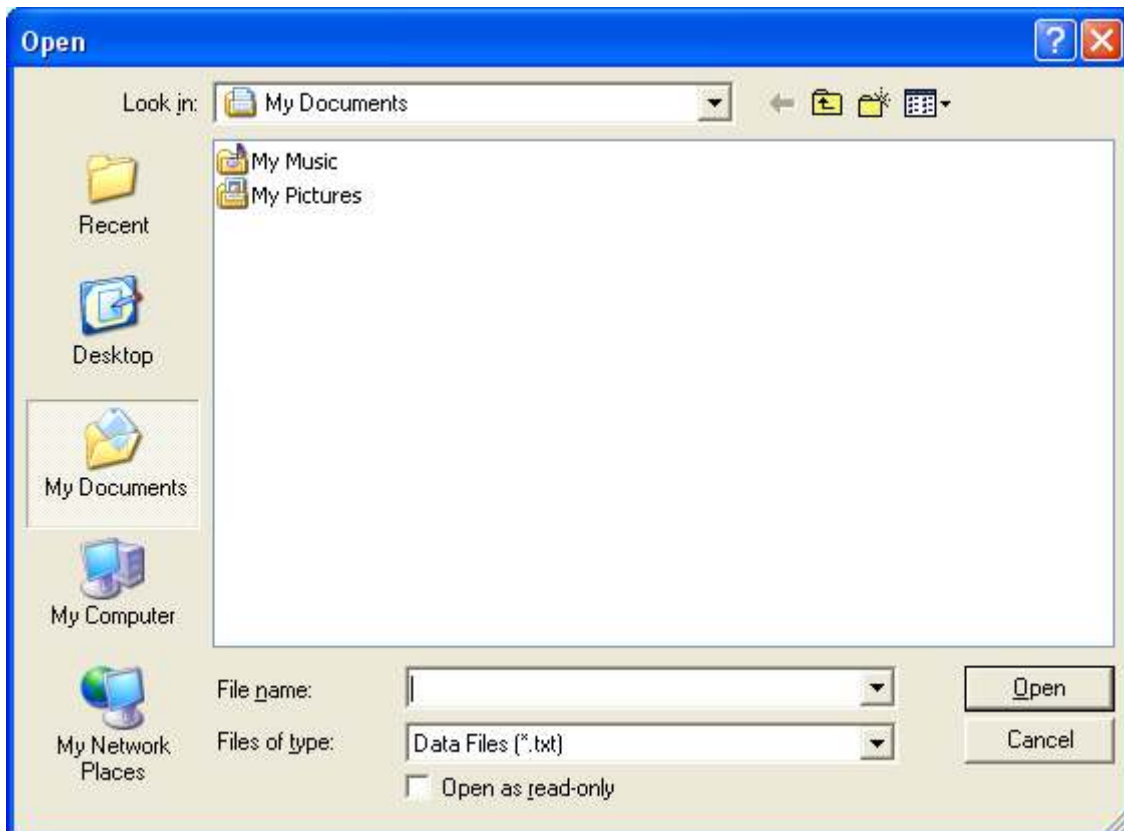 Open
Look in: My Documents
My Music
My Pictures
Recent
Desktop
My Documents
My Computer
My Network
Places
File name:
Open
Files of type: Data Files (*.txt)
Cancel
Open as read-only